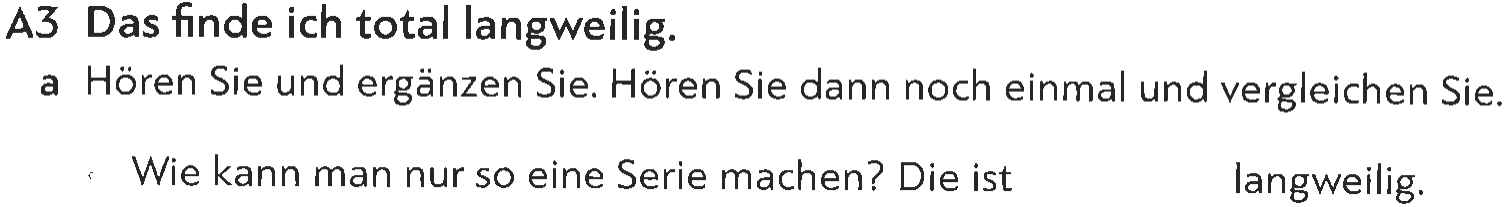 A3 Das finde ich total langweilig.
a Hören Sie und ergänzen Sie. Hören Sie dann noch einmal und vergleichen Sie.
Wie kann man nur so eine Serie machen? Die ist langweilig.